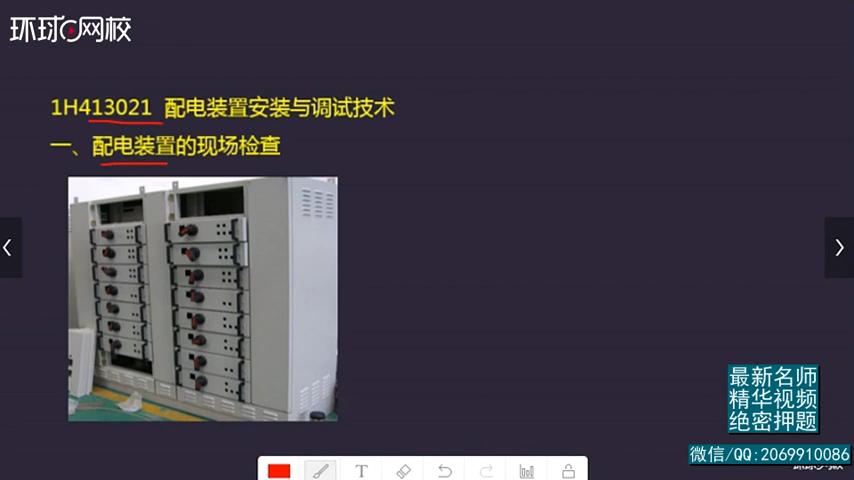 环球网校
1H413021 配电装置安装与调试技术
一、配电装置的现场检查
最新名师
精华视频
绝密押题
微信/QQ:2069910086
T